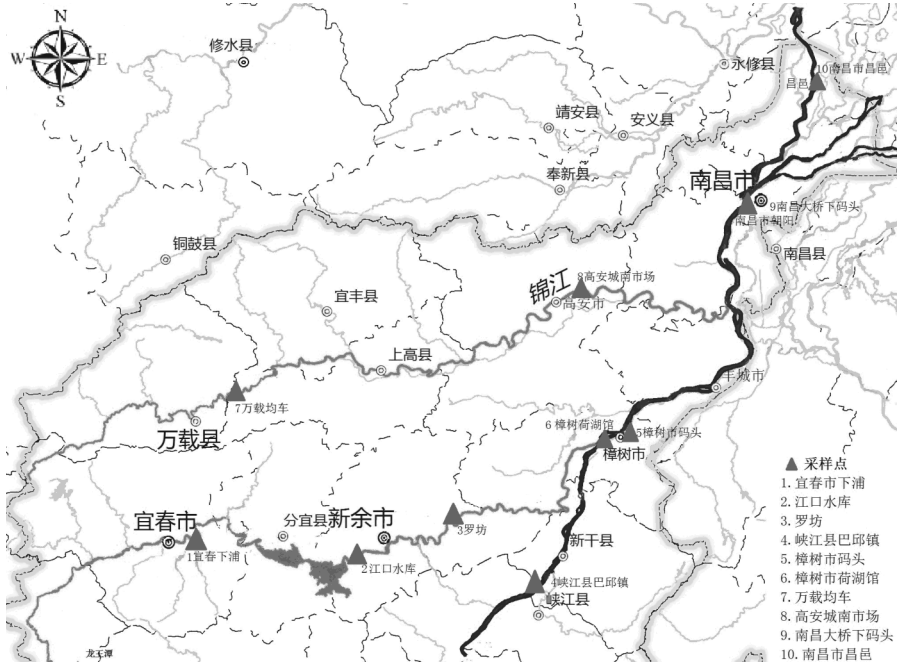 N
W
E
S
修水县
永修县
10南昌市昌邑
昌邑
靖安县
安义县
奉新县
南昌市
9南昌大桥下码头
南昌市朝阳
南昌县
铜鼓县
锦江
8高安城南市场
高安市
宜丰县
上高县
丰城市
7万载均车
万载县
6 樟树荷湖馆
5樟树市码头
樟树市
宜春市
1宜春下浦
分宜县
新余市
3罗坊
2江口水库
新干县
4峡江县巴邱镇
峡江县
龙王潭
采样点
1. 宜春市下浦
2. 江口水库
3. 罗坊
4. 峡江县巴邱镇
5. 樟树市码头
6. 樟树市荷湖馆
7. 万载均车
8. 高安城南市场
9. 南昌大桥下码头
10. 南昌市昌邑